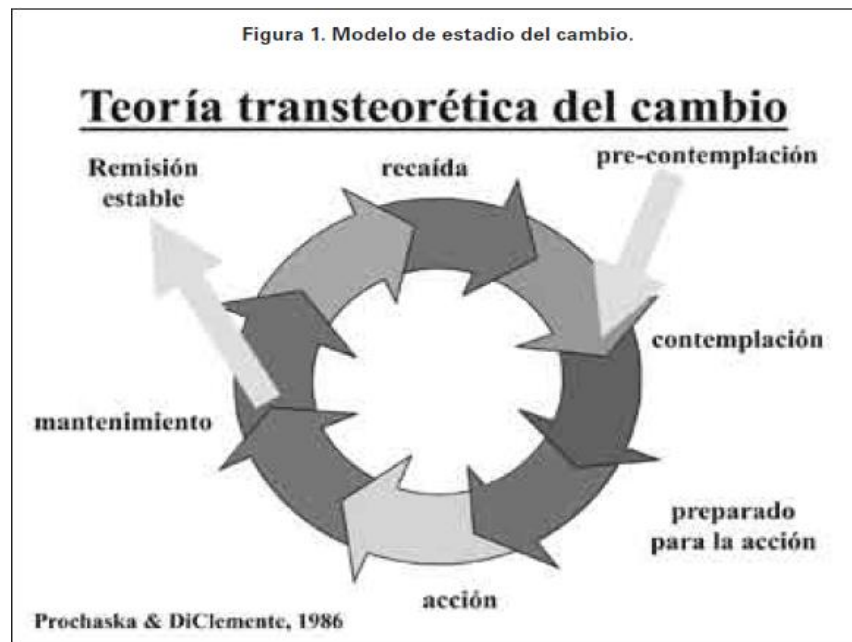 Figura 1. Modelo de estadio del cambio.
Teoría transteorética del cambio
Remisión
estable
recaída
pre-contemplación
contemplación
mantenimiento
preparado
para la acción
acción
Prochaska & DiClemente, 1986